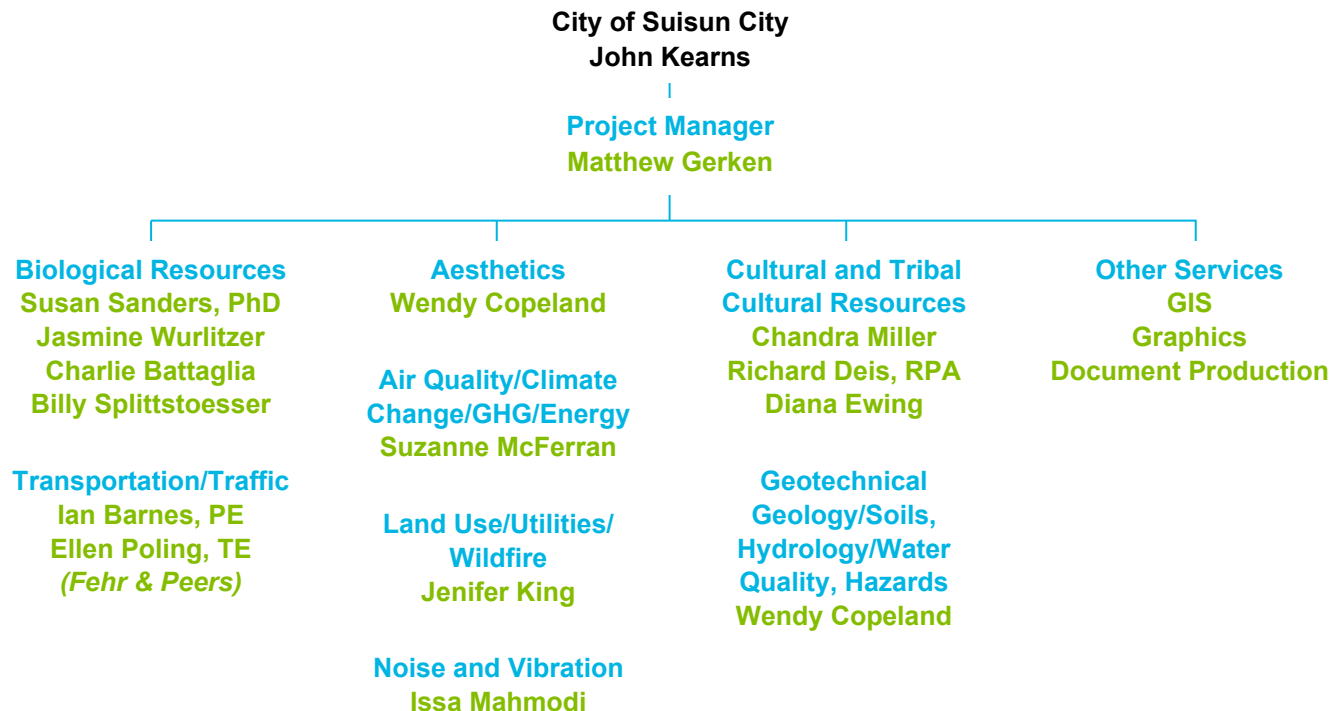 City of Suisun City
John Kearns
Project Manager
Matthew Gerken
Biological Resources
Susan Sanders, PhD
Jasmine Wurlitzer
Charlie Battaglia
Billy Splittstoesser
Transportation/Traffic
Ian Barnes, PE
Ellen Poling, TE
(Fehr & Peers)
Aesthetics
Wendy Copeland
Air Quality/Climate
Change/GHG/Energy
Suzanne McFerran
Land Use/Utilities/
Wildfire
Jenifer King
Noise and Vibration
Issa Mahmodi
Cultural and Tribal
Cultural Resources
Chandra Miller
Richard Deis, RPA
Diana Ewing
Geotechnical
Geology/Soils,
Hydrology/Water
Quality, Hazards
Wendy Copeland
Other Services
GIS
Graphics
Document Production